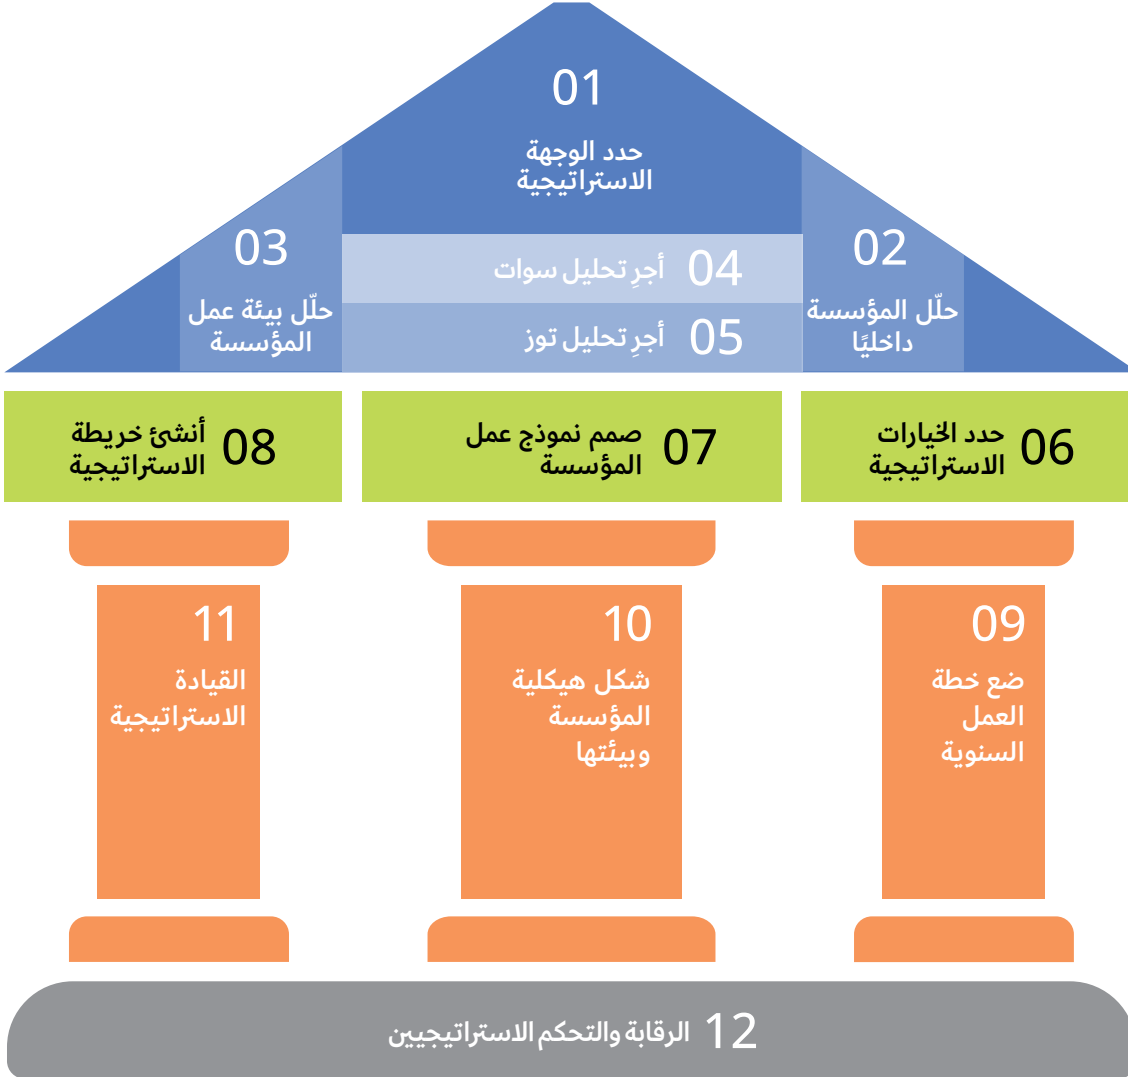 01
حدد الوجهة
الاستراتيجية
02
حلّل المؤسسة
داخليًا
03
حلّل بيئة عمل
المؤسسة
04 أجرِ تحليل سوات
05 أجرِ تحليل توز
06 حدد الخيارات
الاستراتيجية
07 صمم نموذج عمل
المؤسسة
08 أنشئ خريطة
الاستراتيجية
09
ضع خطة
العمل
السنوية
10
شكل هيكلية
المؤسسة
وبيئتها
11
القيادة
الاستراتيجية
12 الرقابة والتحكم الاستراتيجيين